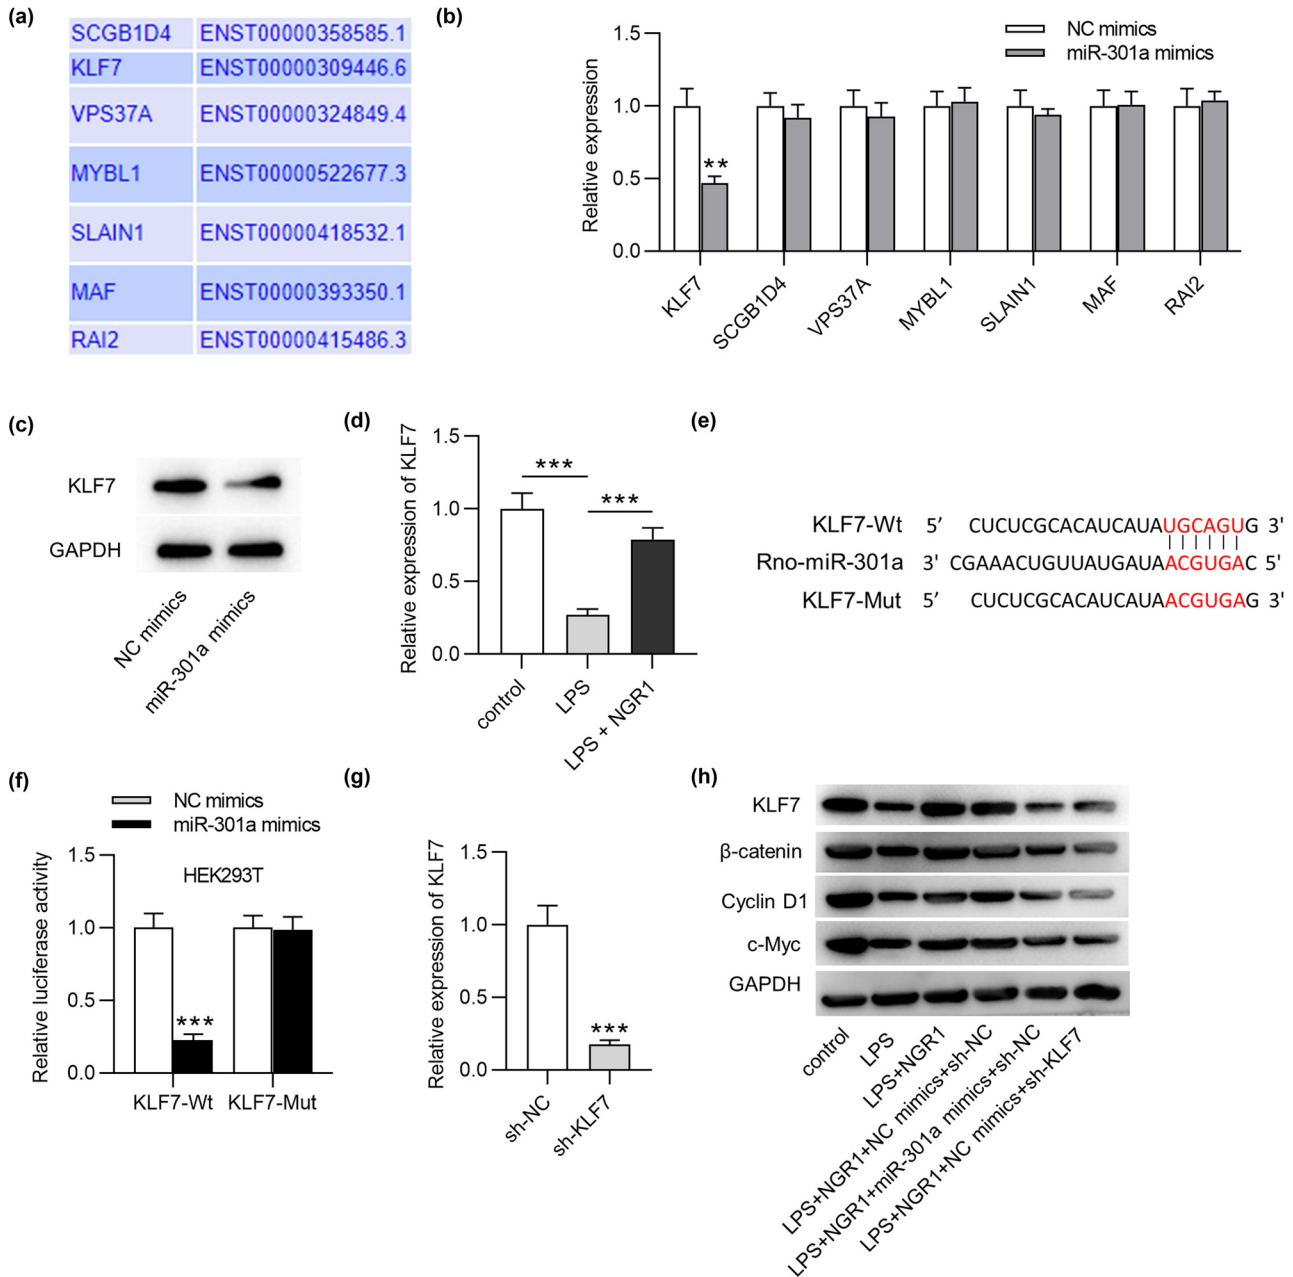 (a)
SCGB1D4 ENST00000358585.1
KLF7 ENST00000309446.6
VPS37A ENST00000324849.4
MYBL1 ENST00000522677.3
SLAIN1 ENST00000418532.1
MAF ENST00000393350.1
RAI2 ENST00000415486.3
(b)
NC mimics
miR-301a mimics
Relative expression
1.5
1.0
0.5
0.0
**
KLF7
SCGB1D4
VPS37A
MYBL1
SLAIN1
MAF
RAI2
(c)
KLF7
GAPDH
NC mimics
miR-301a mimics
(d)
Relative expression of KLF7
1.5
1.0
0.5
0.0
***
***
control
LPS
LPS + NGR1
(e)
KLF7-Wt 5′ CUCUCGCACAUCAUAUGCAGUG 3'
Rno-miR-301a 3' CGAAACUGUUAUGAUAACGUGAC 5'
KLF7-Mut 5′ CUCUCGCACAUCAUAACGUGAG 3'
(f)
NC mimics
miR-301a mimics
Relative luciferase activity
HEK293T
1.5
1.0
0.5
0.0
***
KLF7-Wt
KLF7-Mut
(g)
Relative expression of KLF7
1.5
1.0
0.5
0.0
***
sh-NC
sh-KLF7
(h)
KLF7
β-catenin
Cyclin D1
c-Myc
GAPDH
control
LPS
LPS+NGR1
LPS+NGR1+NC mimics+sh-NC
LPS+NGR1+miR-301a mimics+sh-NC
LPS+NGR1+NC mimics+sh-KLF7